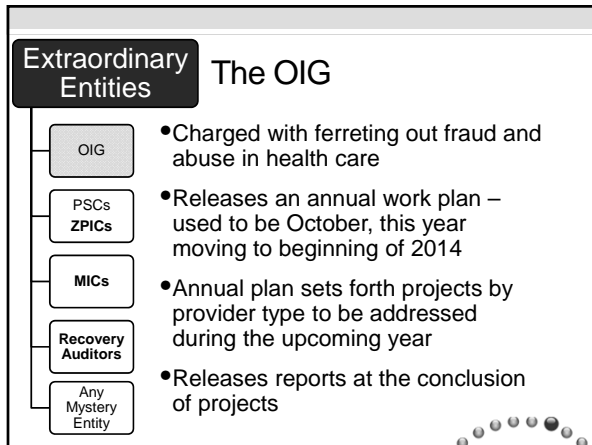 Extraordinary
Entities
The OIG
OIG
PSCs
ZPICs
MICs
Recovery
Auditors
Any
Mystery
Entity
•Charged with ferreting out fraud and
abuse in health care
•Releases an annual work plan –
used to be October, this year
moving to beginning of 2014
•Annual plan sets forth projects by
provider type to be addressed
during the upcoming year
•Releases reports at the conclusion
of projects